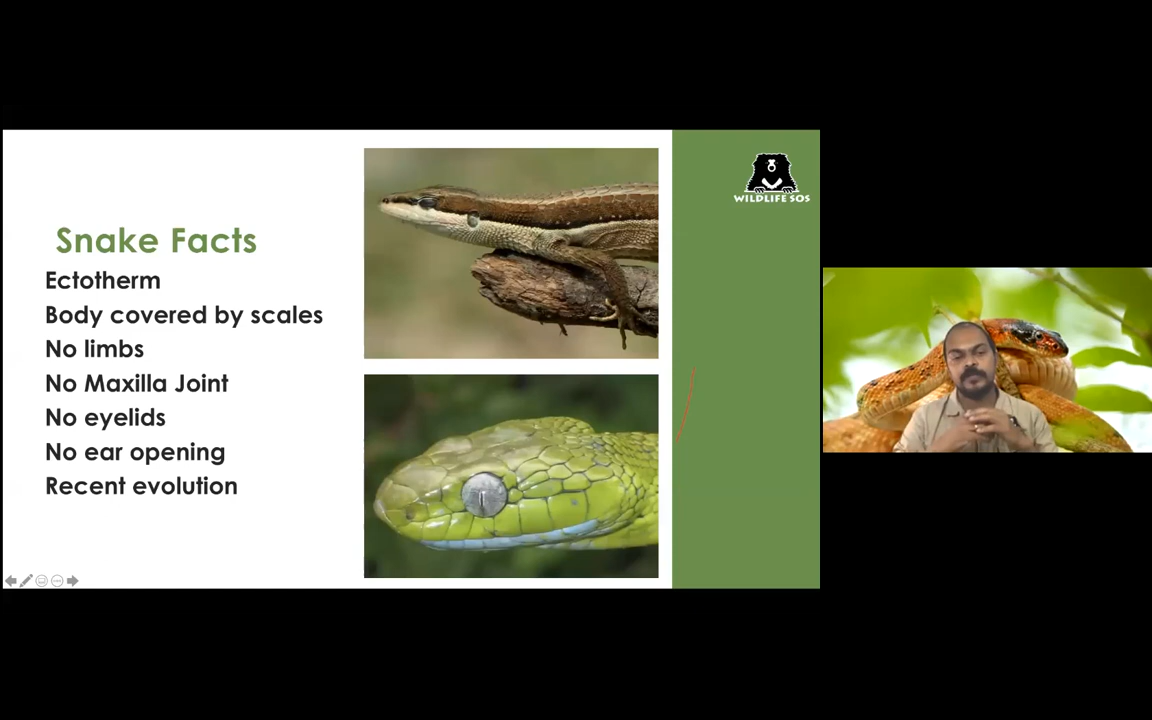 Snake Facts
Ectotherm
Body covered by scales
No limbs
No Maxilla Joint
No eyelids
No ear opening
Recent evolution
WILDLIFE SOS